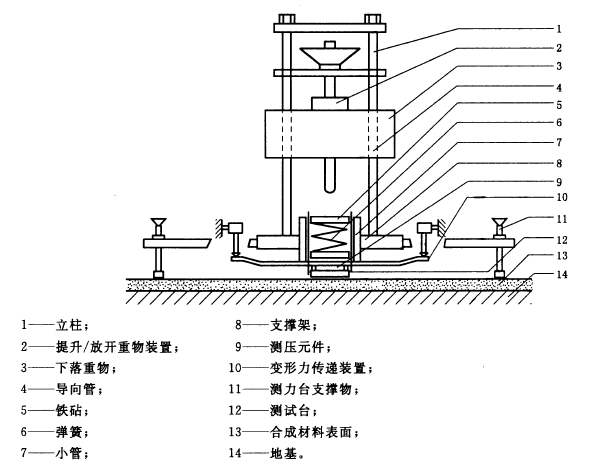 1
2
3
4
5
6
7
8
9
10
11
12
13
14
1——立柱;
2——提升/放开重物装置;
3——下落重物;
4——导向管;
5——铁砧;
6——弹簧;
7——小管;
8——支撑架;
9——测压元件;
10——变形力传递装置;
11——测力台支撑物;
12——测试台;
13——合成材料表面;
14——地基。